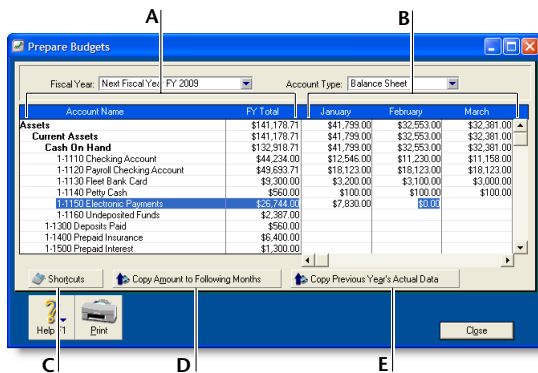 A B
Prepare Budgets
Fiscal Year: Next Fiscal Year FY 2009 Account Type: Balance Sheet
Account Name FY Total January February March
Assets $141,178.71 $41,799.00 $32,553.00 $32,381.00
Current Assets $141,178.71 $41,799.00 $32,553.00 $32,381.00
Cash On Hand $132,918.71 $41,799.00 $32,553.00 $32,381.00
1-1110 Checking Account $44,234.00 $12,546.00 $11,230.00 $11,158.00
1-1120 Payroll Checking Account $49,693.71 $18,123.00 $18,123.00 $18,123.00
1-1130 Fleet Bank Card $9,300.00 $3,200.00 $3,100.00 $3,000.00
1-1140 Petty Cash $560.00 $100.00 $100.00 $100.00
1-1150 Electronic Payments $26,744.00 $7,830.00 $0.00
1-1160 Undeposited Funds $2,387.00
1-1300 Deposits Paid $560.00
1-1400 Prepaid Insurance $6,400.00
1-1500 Prepaid Interest $1,300.00
Shortcuts Copy Amount to Following Months Copy Previous Year's Actual Data
Help F1 Print Close
C D E